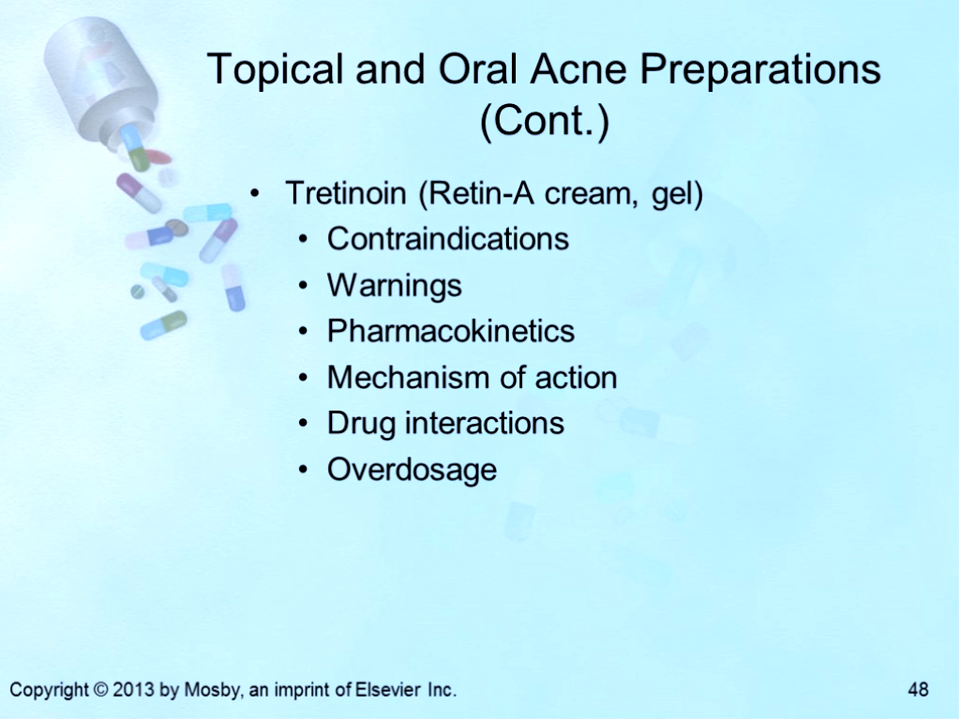 Topical and Oral Acne Preparations
(Cont.)
• Tretinoin (Retin-A cream, gel)
• Contraindications
• Warnings
• Pharmacokinetics
• Mechanism of action
• Drug interactions
• Overdosage
Copyright © 2013 by Mosby, an imprint of Elsevier Inc.
48